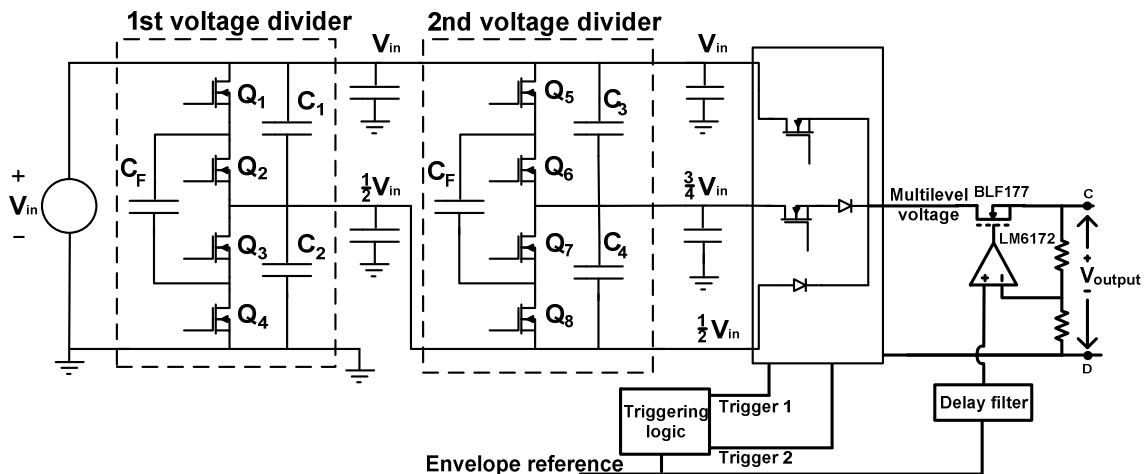 1st voltage divider
2nd voltage divider
Vin
Vin
Q1
C1
Q5
C3
+
Vin
−
CF
Q2
½Vin
CF
Q6
¾Vin
Multilevel
voltage
BLF177
C
LM6172
Q3
C2
Q7
C4
+
−
+
Voutput
−
Q4
Q8
½Vin
D
Triggering
logic
Trigger 1
Trigger 2
Delay filter
Envelope reference